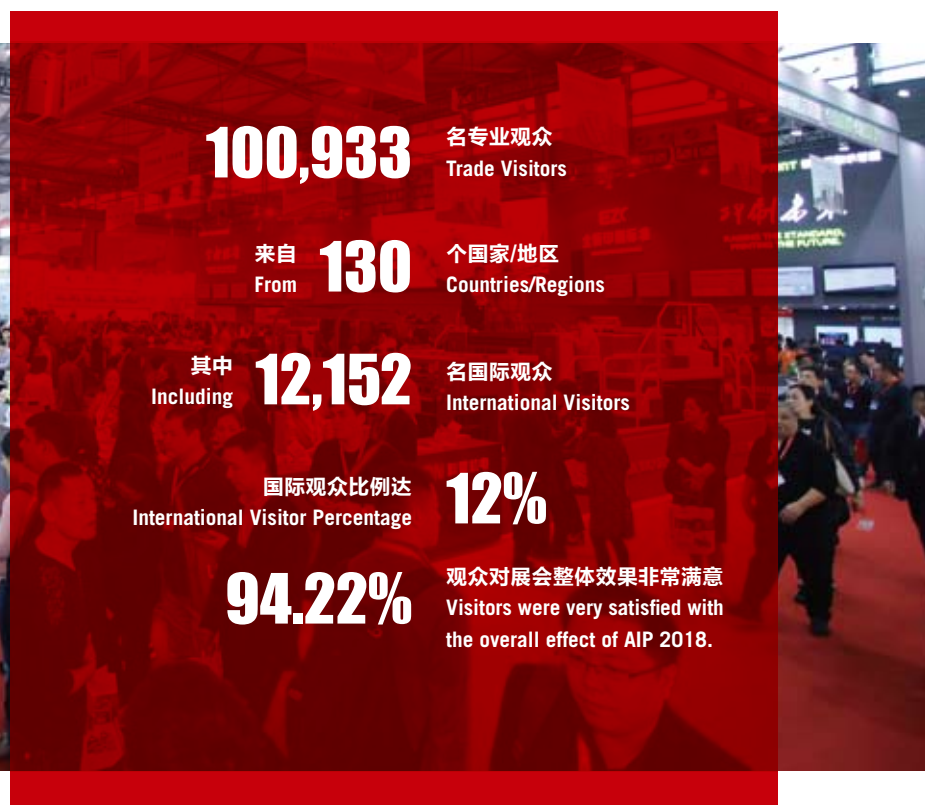 100,933
名专业观众
Trade Visitors
来自
From
130
个国家/地区
Countries/Regions
其中
Including
12,152
名国际观众
International Visitors
国际观众比例达
International Visitor Percentage
12%
94.22%
观众对展会整体效果非常满意
Visitors were very satisfied with
the overall effect of AIP 2018.
STANDARD,
THE FUTURE.